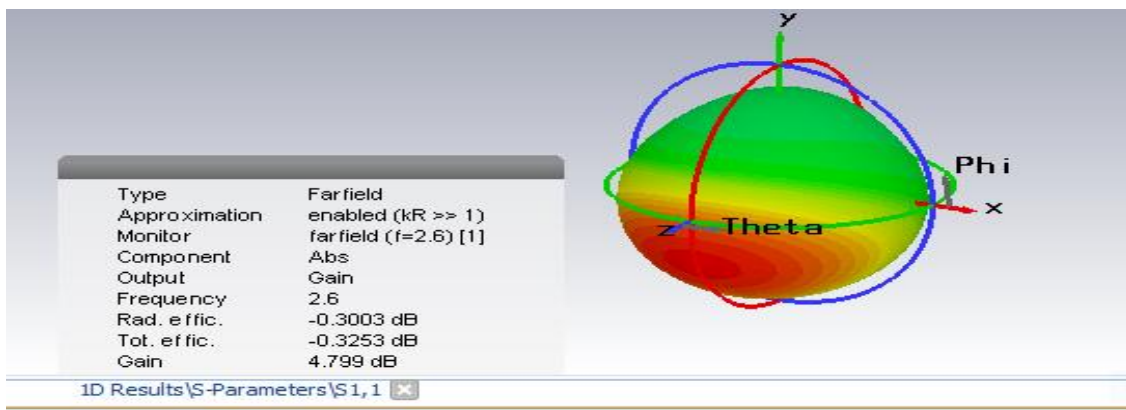 y
Phi
x
z
Theta
Type Farfield
Approximation enabled (kR >> 1)
Monitor farfield (f=2.6) [1]
Component Abs
Output Gain
Frequency 2.6
Rad. effic. -0.3003 dB
Tot. effic. -0.3253 dB
Gain 4.799 dB
1D Results\S-Parameters\S1,1